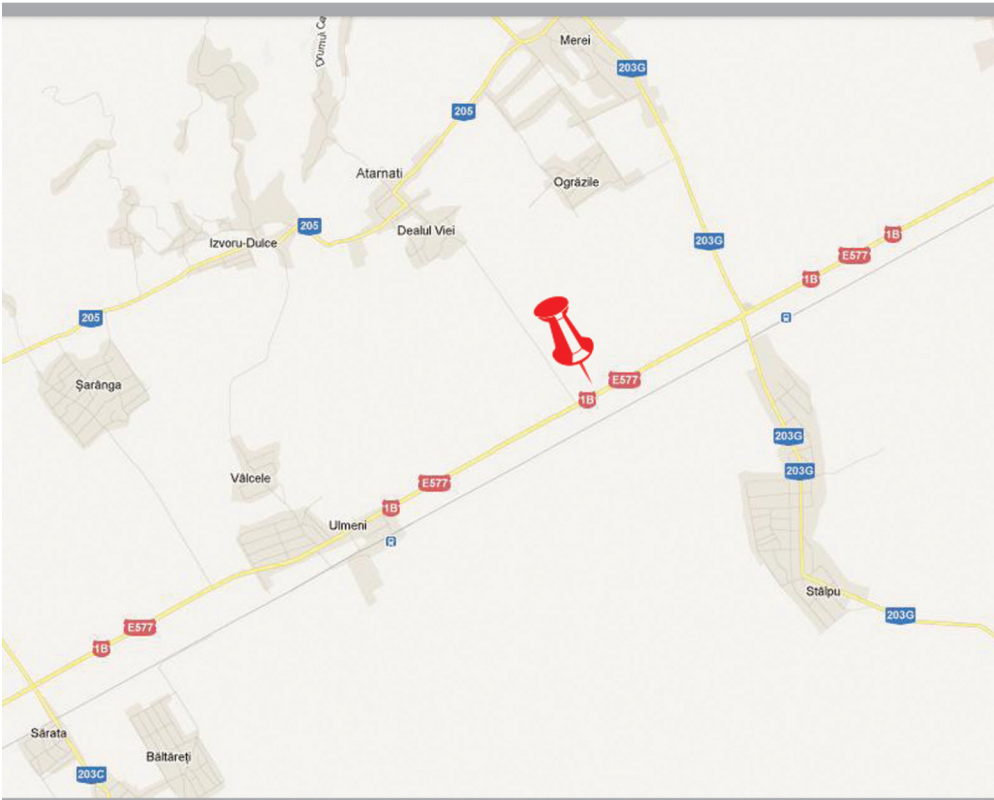 Drumul Ce
Merei
203G
205
Atarnati
Ogrăzile
205
Izvoru-Dulce
Dealul Viei
203G
1B
E577
1B
205
Șarânga
E577
1B
203G
203G
Vâlcele
E577
1B
Ulmeni
Stâlpu
203G
E577
1B
Sărata
Băltăreți
203C